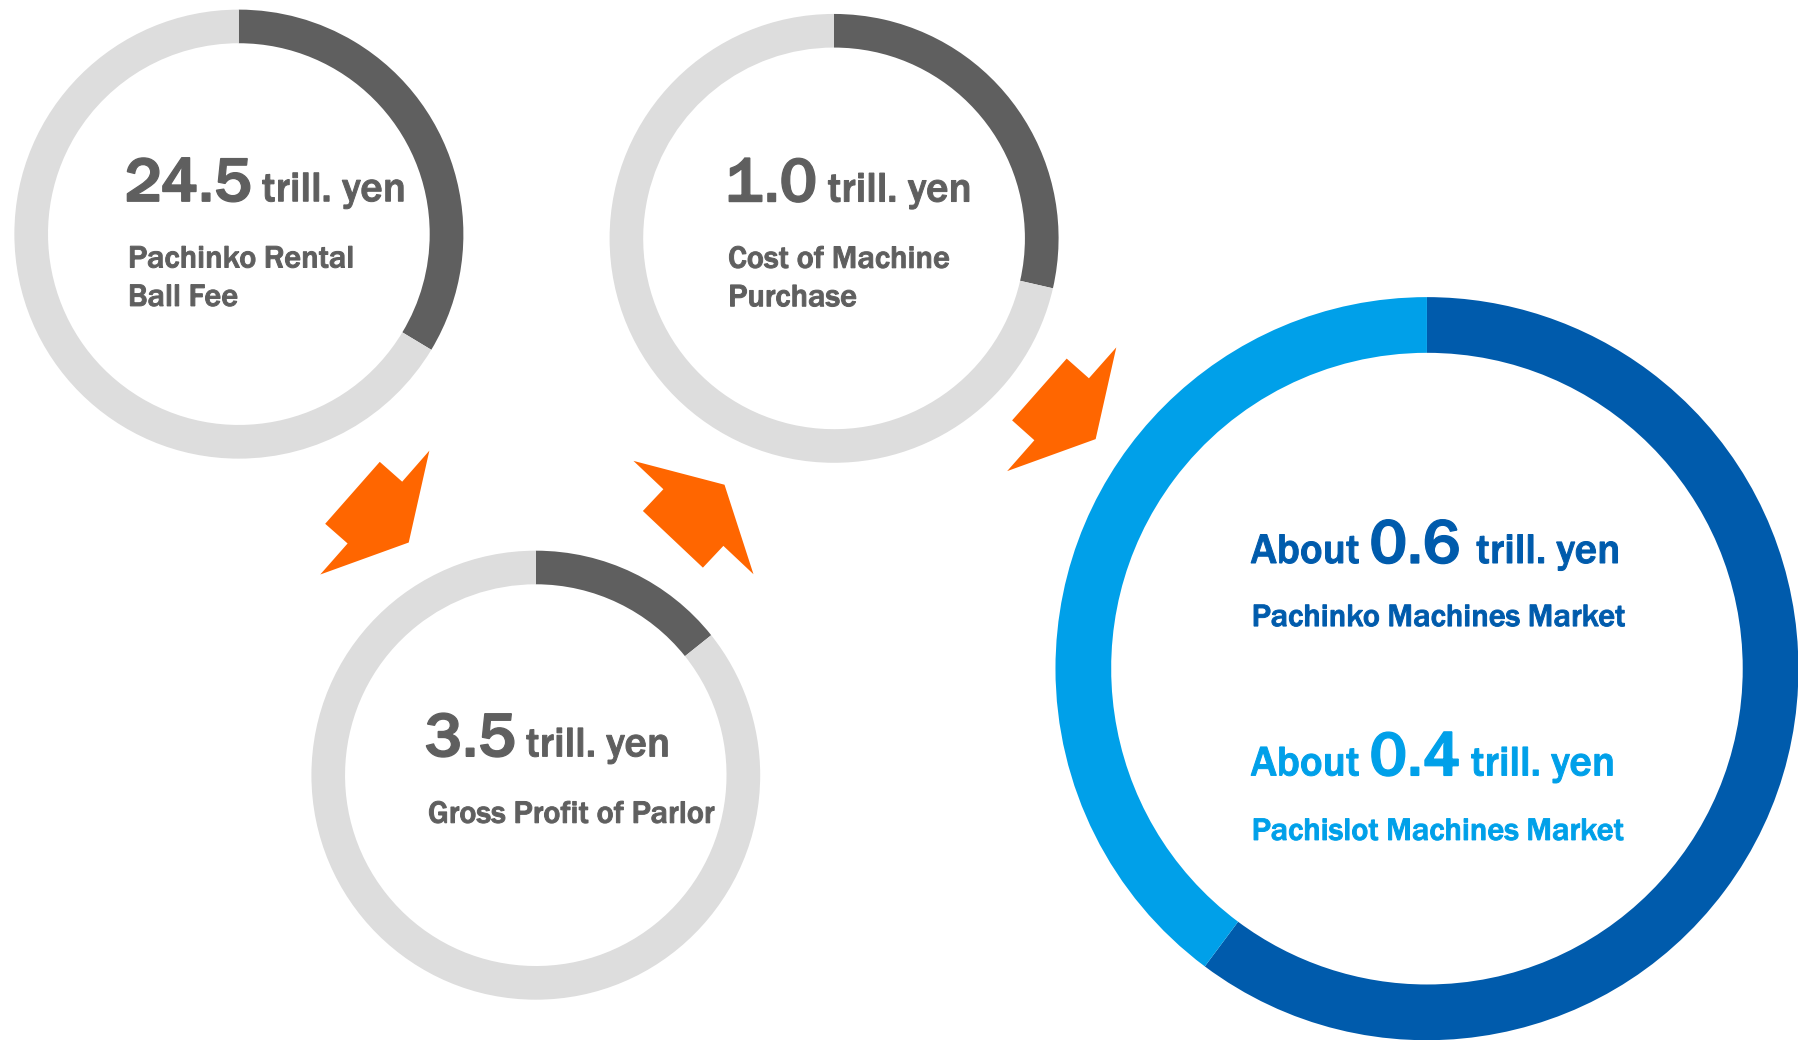 24.5 trill. yen
Pachinko Rental
Ball Fee
1.0 trill. yen
Cost of Machine
Purchase
3.5 trill. yen
Gross Profit of Parlor
About 0.6 trill. yen
Pachinko Machines Market
About 0.4 trill. yen
Pachislot Machines Market